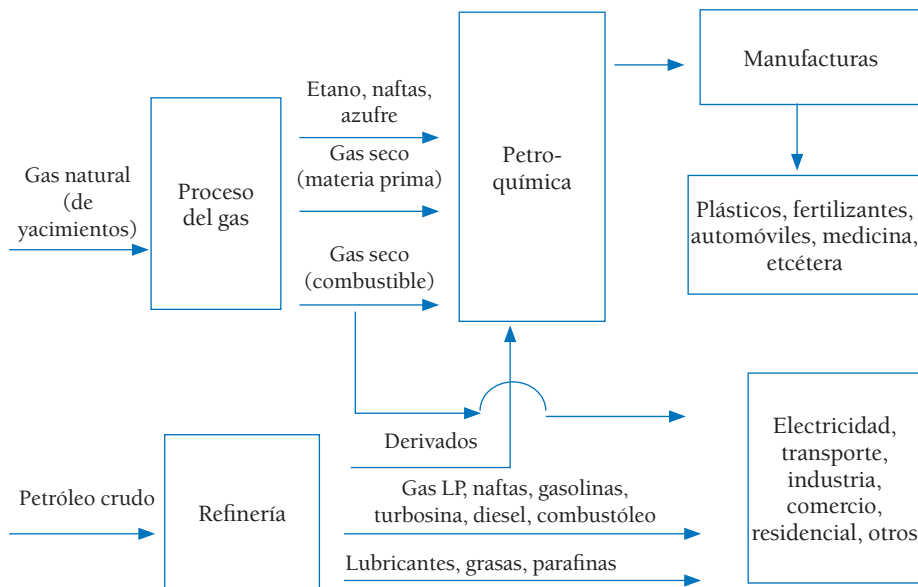 Manufacturas
Etano, naftas,
azufre
Gas seco
(materia prima)
Petro-
química
Gas natural
(de
yacimientos)
Proceso
del gas
Plásticos, fertilizantes,
automóviles, medicina,
etcétera
Gas seco
(combustible)
Derivados
Electricidad,
transporte,
industria,
comercio,
residencial, otros
Petróleo crudo
Refinería
Gas LP, naftas, gasolinas,
turbosina, diesel, combustóleo
Lubricantes, grasas, parafinas